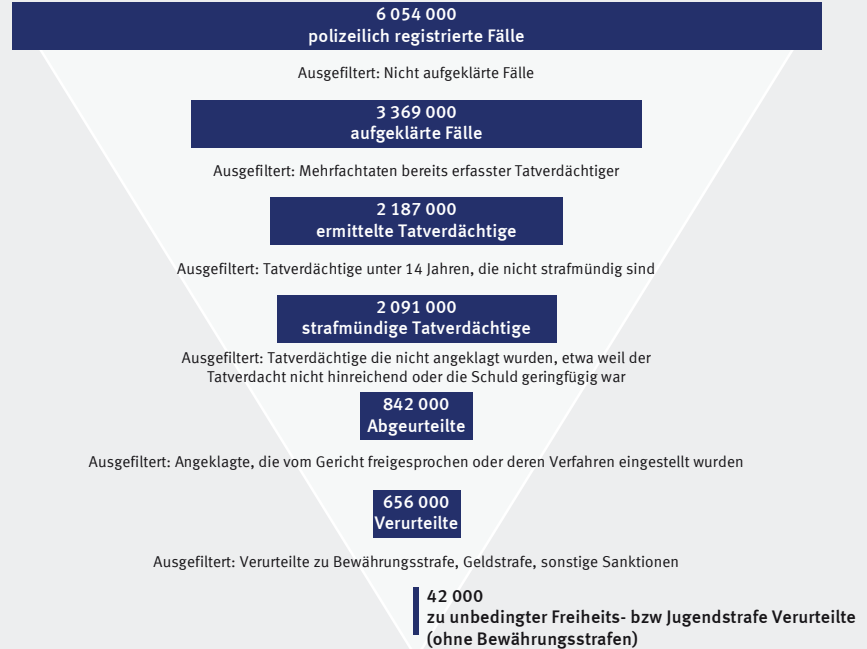 6 054 000
polizeilich registrierte Fälle
Ausgefiltert: Nicht aufgeklärte Fälle
3 369 000
aufgeklärte Fälle
Ausgefiltert: Mehrfachtaten bereits erfasster Tatverdächtiger
2 187 000
ermittelte Tatverdächtige
Ausgefiltert: Tatverdächtige unter 14 Jahren, die nicht strafmündig sind
2 091 000
strafmündige Tatverdächtige
Ausgefiltert: Tatverdächtige die nicht angeklagt wurden, etwa weil der
Tatverdacht nicht hinreichend oder die Schuld geringfügig war
842 000
Abgeurteilte
Ausgefiltert: Angeklagte, die vom Gericht freigesprochen oder deren Verfahren eingestellt wurden
656 000
Verurteilte
Ausgefiltert: Verurteilte zu Bewährungsstrafe, Geldstrafe, sonstige Sanktionen
42 000
zu unbedingter Freiheits- bzw Jugendstrafe Verurteilte
(ohne Bewährungsstrafen)